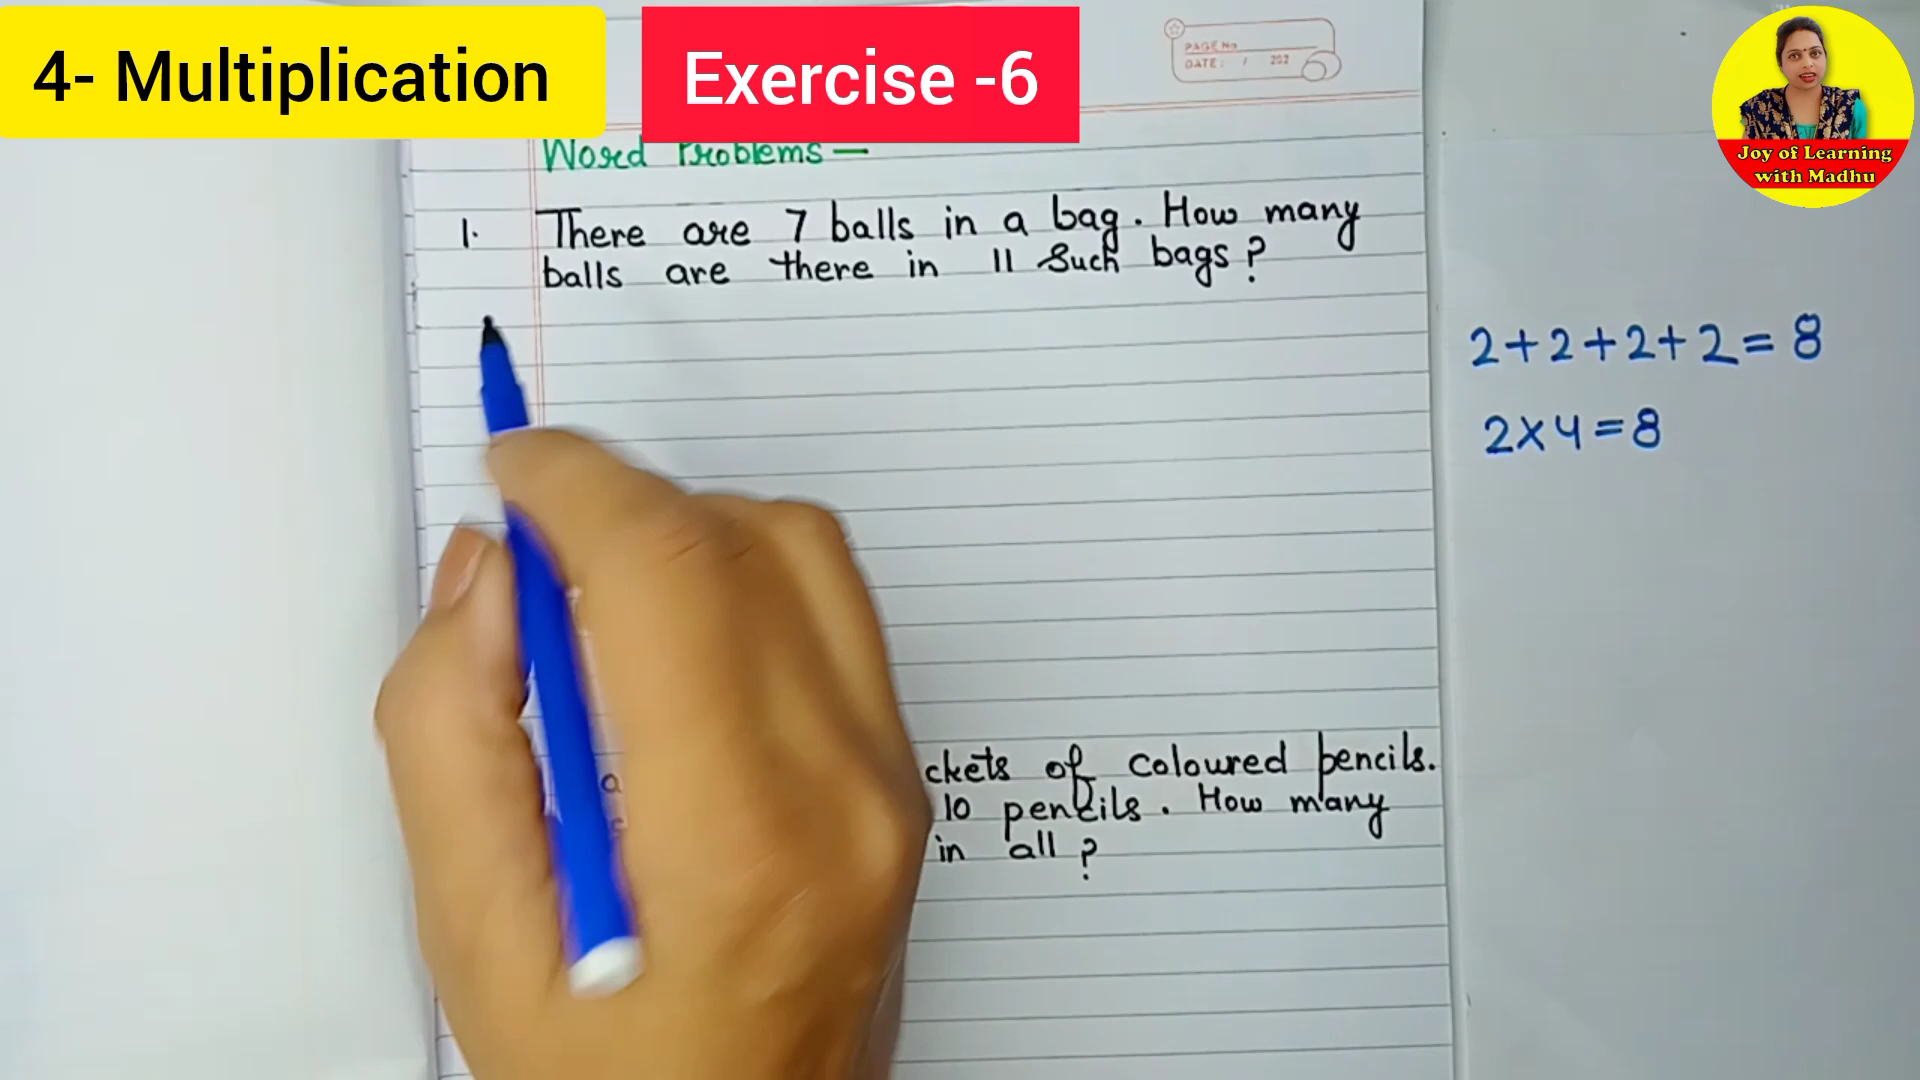 4- Multiplication
Exercise -6
PAGE No
DATE: / 202
Joy of Learning
with Madhu
Word Problems —
1. There are 7 balls in a bag. How many
balls are there in 11 Such bags?
2+2+2+2=8
2x4=8
ckets of coloured pencils.
10 pencils. How many
in all?